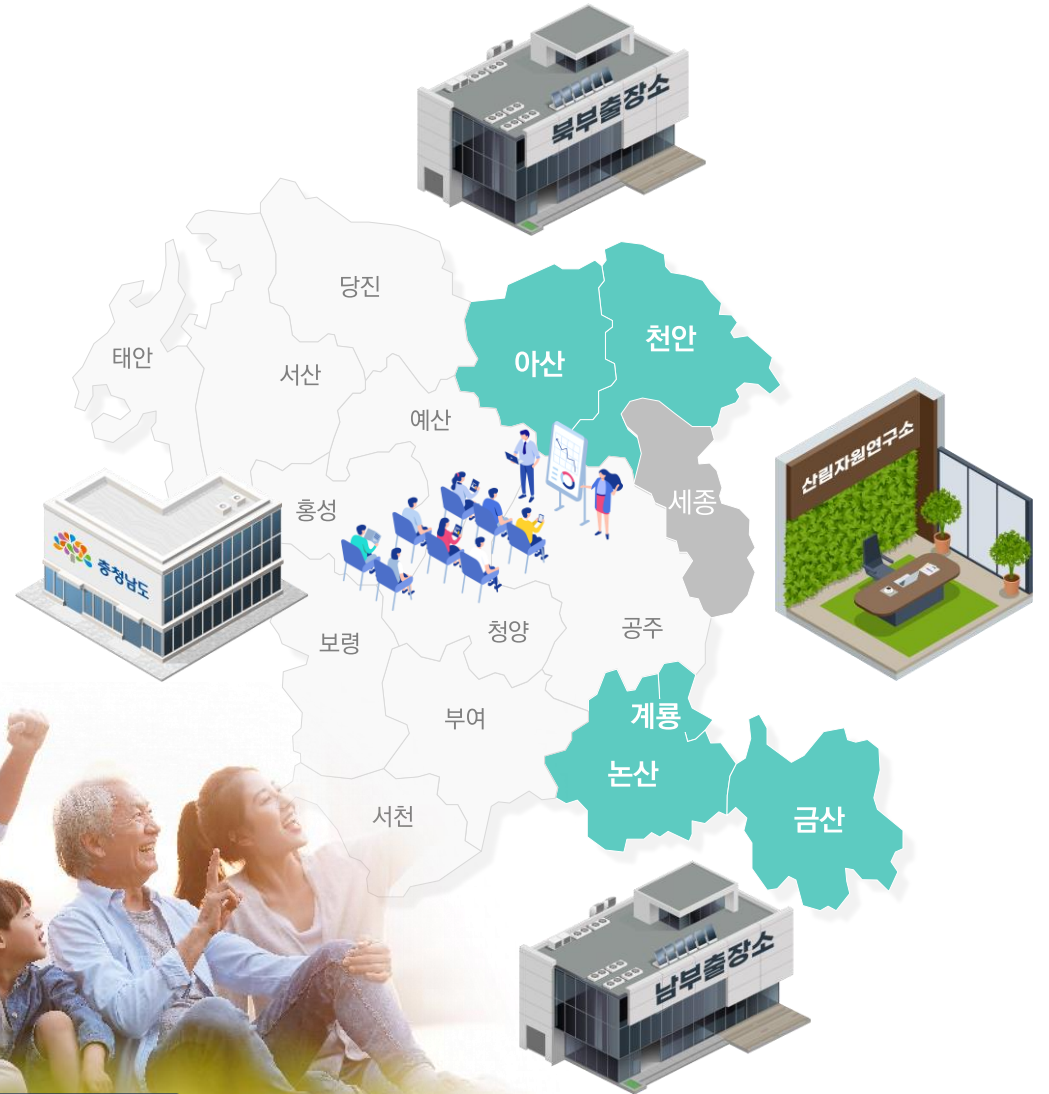 북부출장소
당진
천안
태안
아산
서산
예산
산림자원연구소
세종
홍성
충청남도
보령
청양
공주
계룡
부여
논산
서천
금산
남부출장소